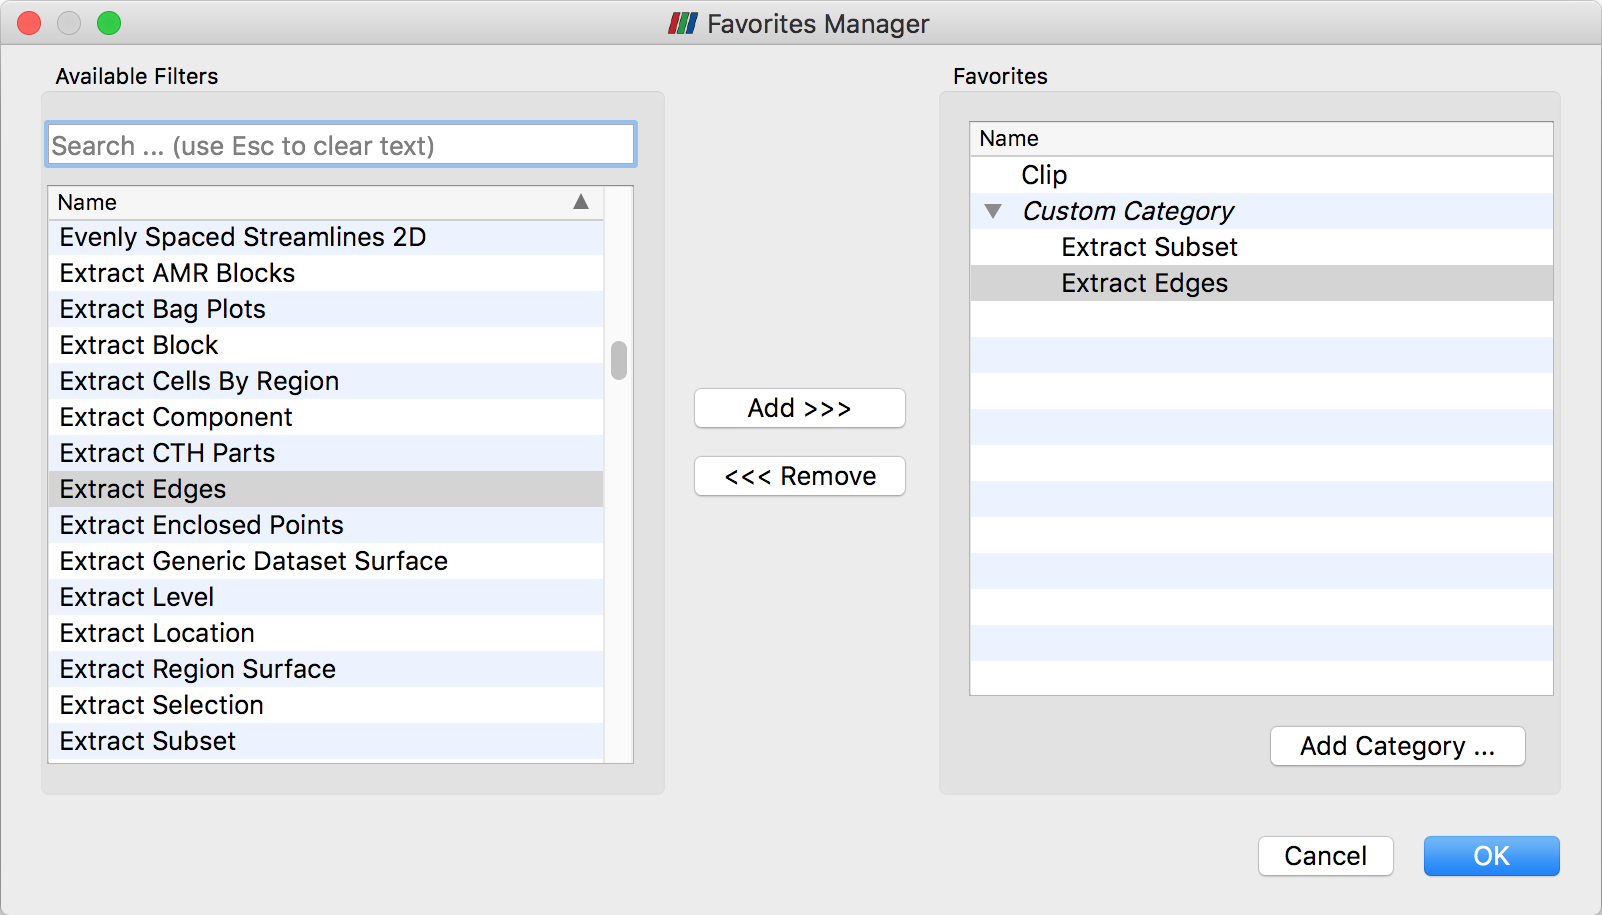 Favorites Manager
Available Filters
Search ... (use Esc to clear text)
Name
Evenly Spaced Streamlines 2D
Extract AMR Blocks
Extract Bag Plots
Extract Block
Extract Cells By Region
Extract Component
Extract CTH Parts
Extract Edges
Extract Enclosed Points
Extract Generic Dataset Surface
Extract Level
Extract Location
Extract Region Surface
Extract Selection
Extract Subset
Add >>>
<<< Remove
Favorites
Name
Clip
Custom Category
Extract Subset
Extract Edges
Add Category ...
Cancel
OK